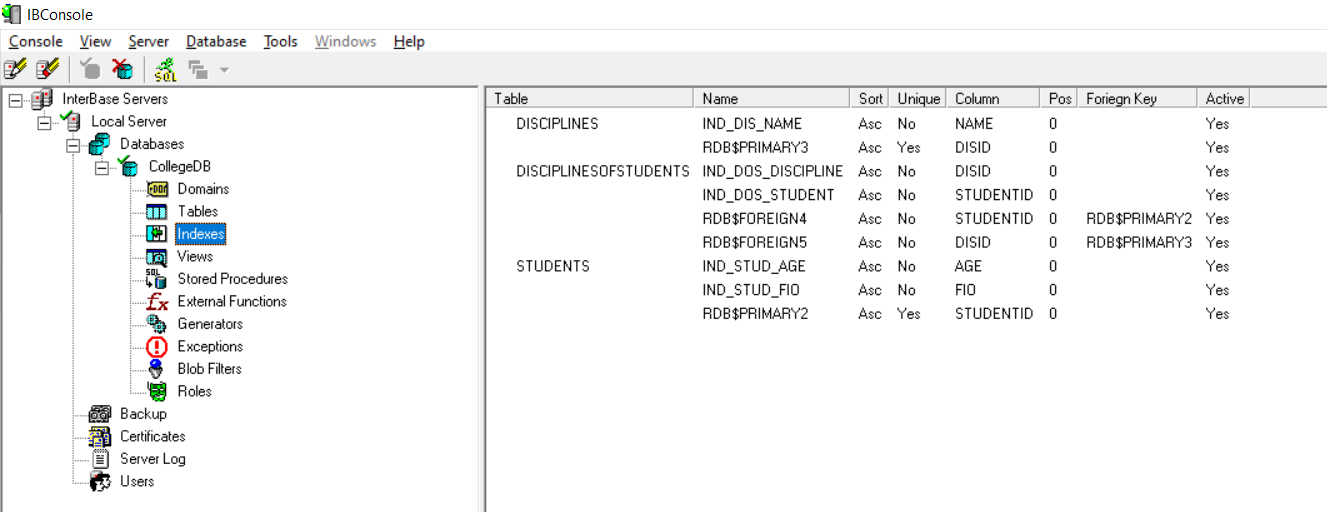 IBConsole
Console View Server Database Tools Windows Help
SQL
InterBase Servers
Local Server
Databases
CollegeDB
Domains
Tables
Indexes
Views
Stored Procedures
External Functions
Generators
Exceptions
Blob Filters
Roles
Backup
Certificates
Server Log
Users
Table Name Sort Unique Column Pos Foriegn Key Active
DISCIPLINES IND_DIS_NAME Asc No NAME 0 Yes
RDB$PRIMARY3 Asc Yes DISID 0 Yes
DISCIPLINESOFSTUDENTS IND_DOS_DISCIPLINE Asc No DISID 0 Yes
IND_DOS_STUDENT Asc No STUDENTID 0 Yes
RDB$FOREIGN4 Asc No STUDENTID 0 RDB$PRIMARY2 Yes
RDB$FOREIGN5 Asc No DISID 0 RDB$PRIMARY3 Yes
STUDENTS IND_STUD_AGE Asc No AGE 0 Yes
IND_STUD_FIO Asc No FIO 0 Yes
RDB$PRIMARY2 Asc Yes STUDENTID 0 Yes